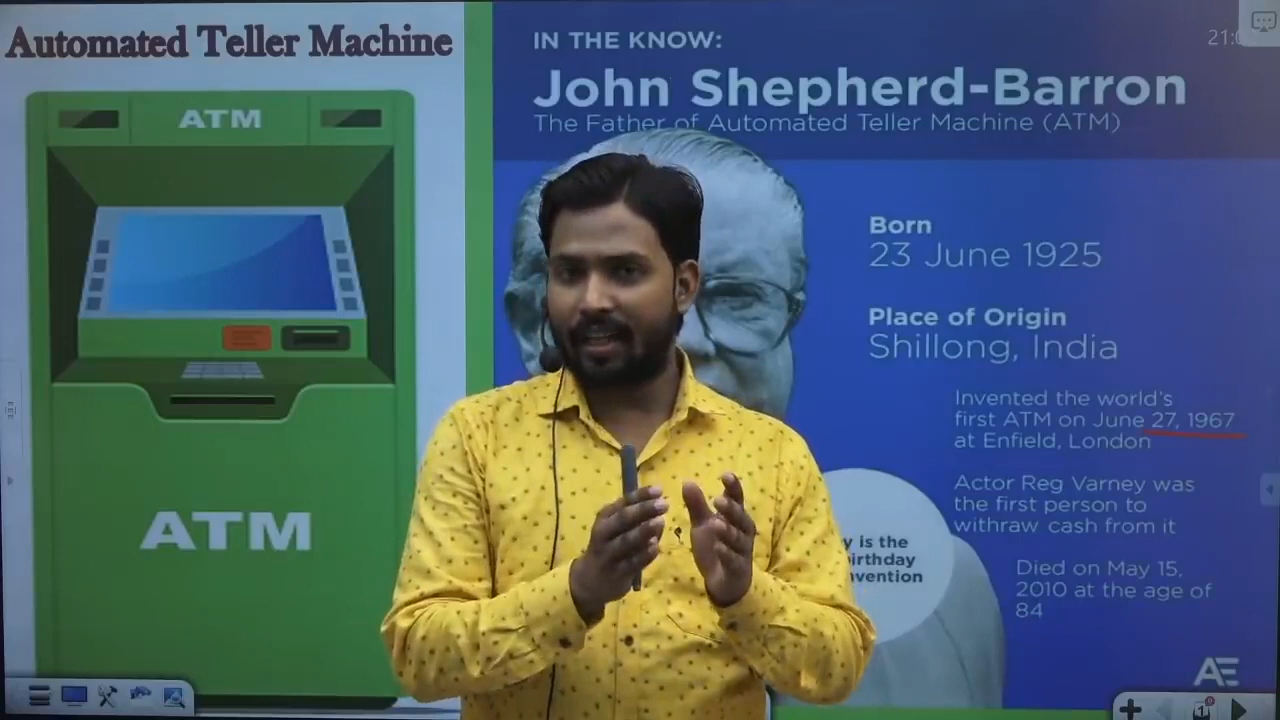 Automated Teller Machine
ATM
ATM
IN THE KNOW:
John Shepherd-Barron
The Father of Automated Teller Machine (ATM)
Born
23 June 1925
Place of Origin
Shillong, India
Invented the world's
first ATM on June 27, 1967
at Enfield, London
Actor Reg Varney was
the first person to
withraw cash from it
is the
invention
Died on May 15,
2010 at the age of
84
AE